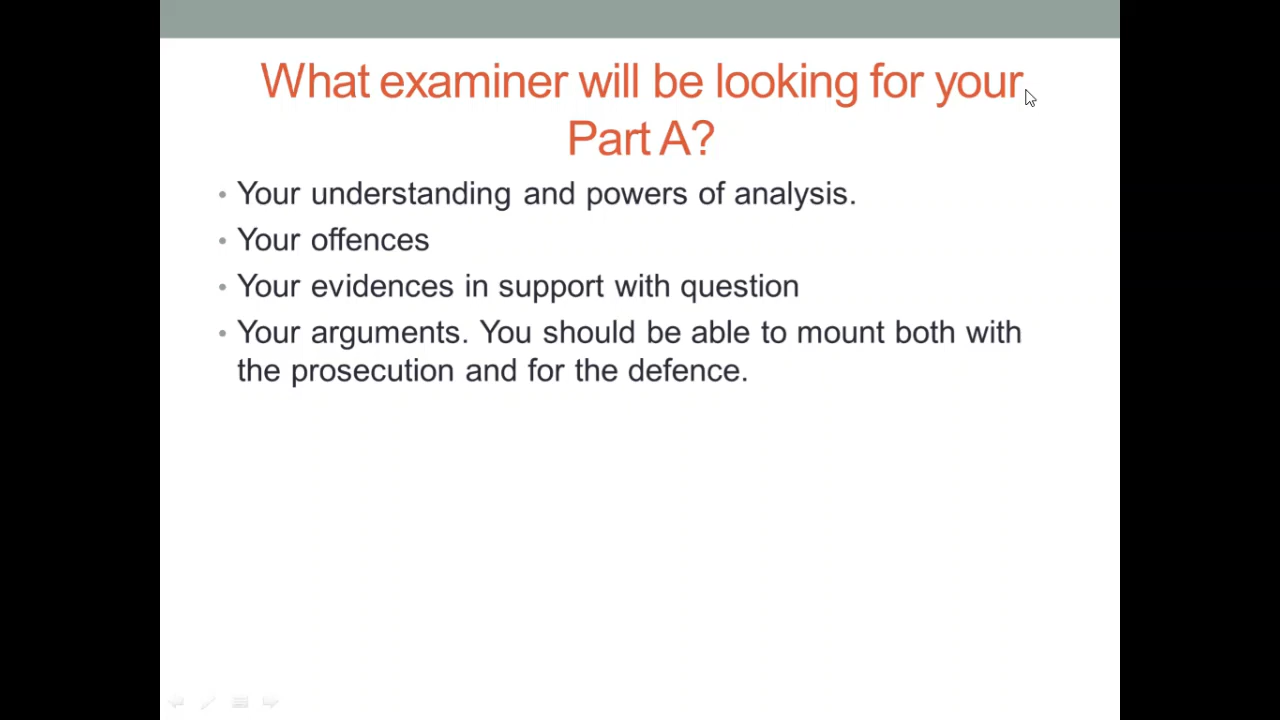 What examiner will be looking for your
Part A?
• Your understanding and powers of analysis.
• Your offences
• Your evidences in support with question
• Your arguments. You should be able to mount both with
the prosecution and for the defence.